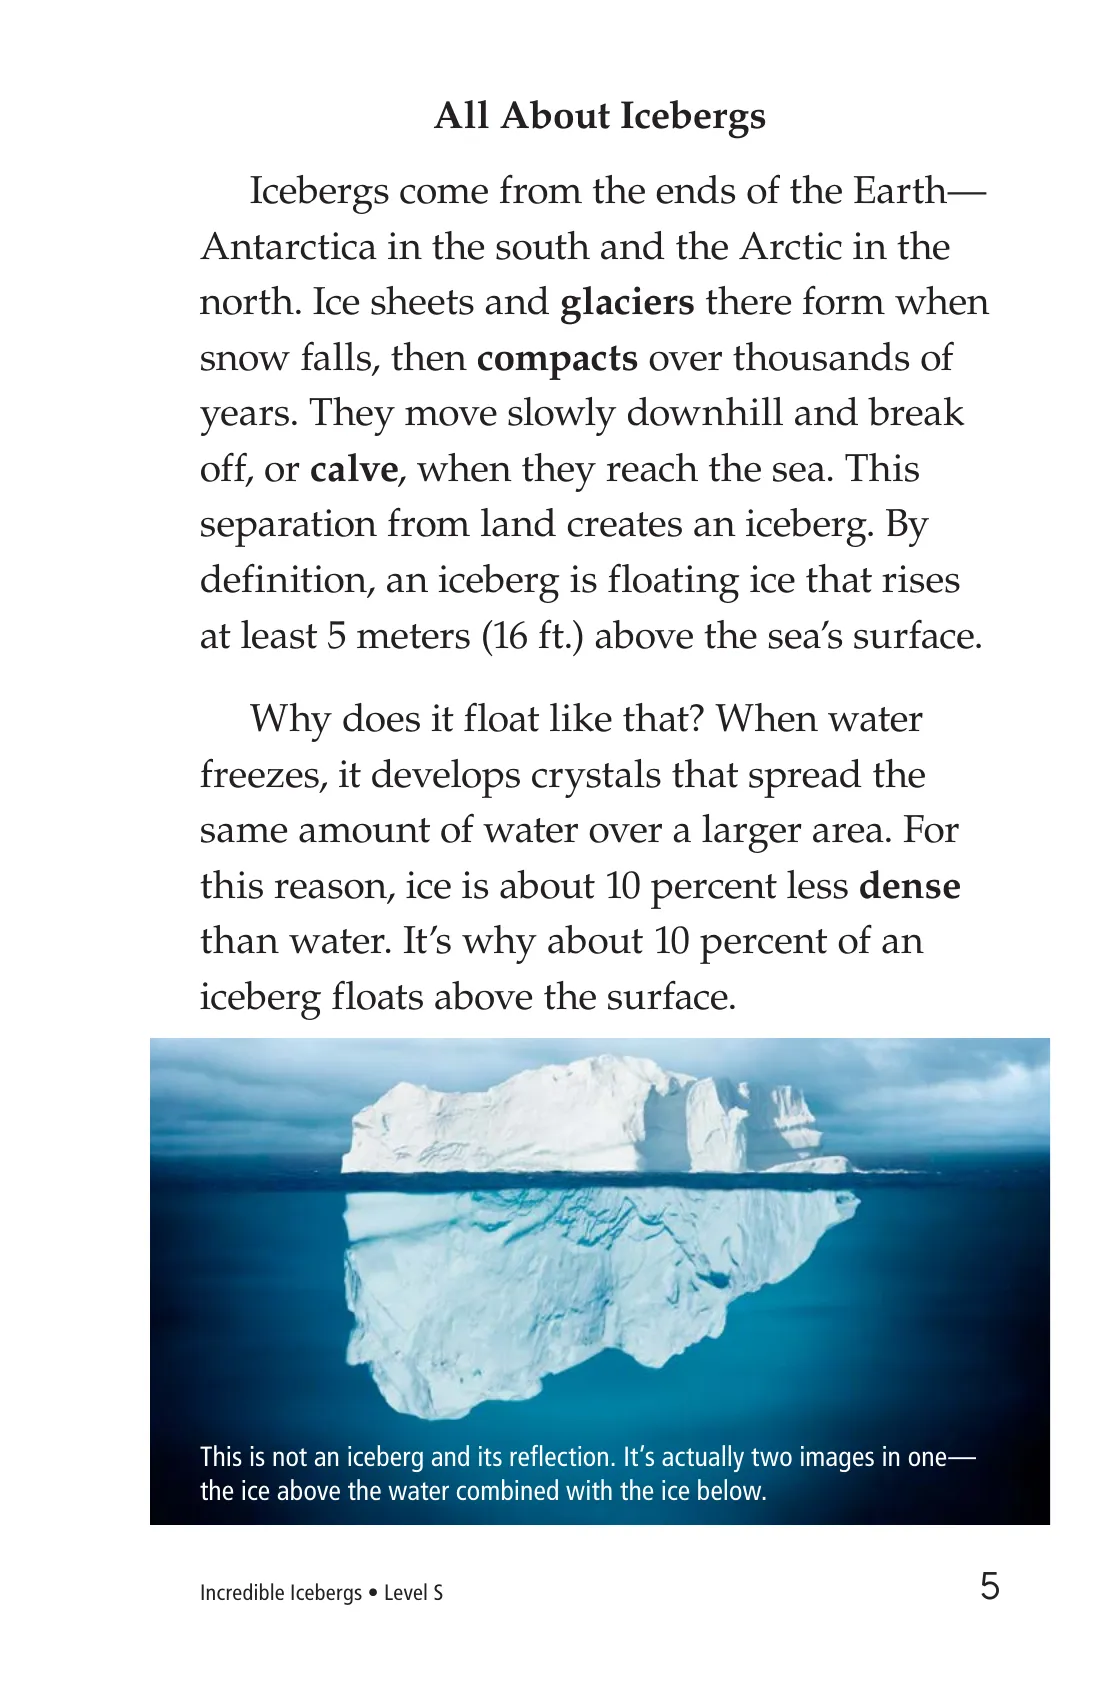 All About Icebergs
Icebergs come from the ends of the Earth—
Antarctica in the south and the Arctic in the
north. Ice sheets and glaciers there form when
snow falls, then compacts over thousands of
years. They move slowly downhill and break
off, or calve, when they reach the sea. This
separation from land creates an iceberg. By
definition, an iceberg is floating ice that rises
at least 5 meters (16 ft.) above the sea’s surface.
Why does it float like that? When water
freezes, it develops crystals that spread the
same amount of water over a larger area. For
this reason, ice is about 10 percent less dense
than water. It’s why about 10 percent of an
iceberg floats above the surface.
This is not an iceberg and its reflection. It’s actually two images in one—
the ice above the water combined with the ice below.
Incredible Icebergs • Level S
5